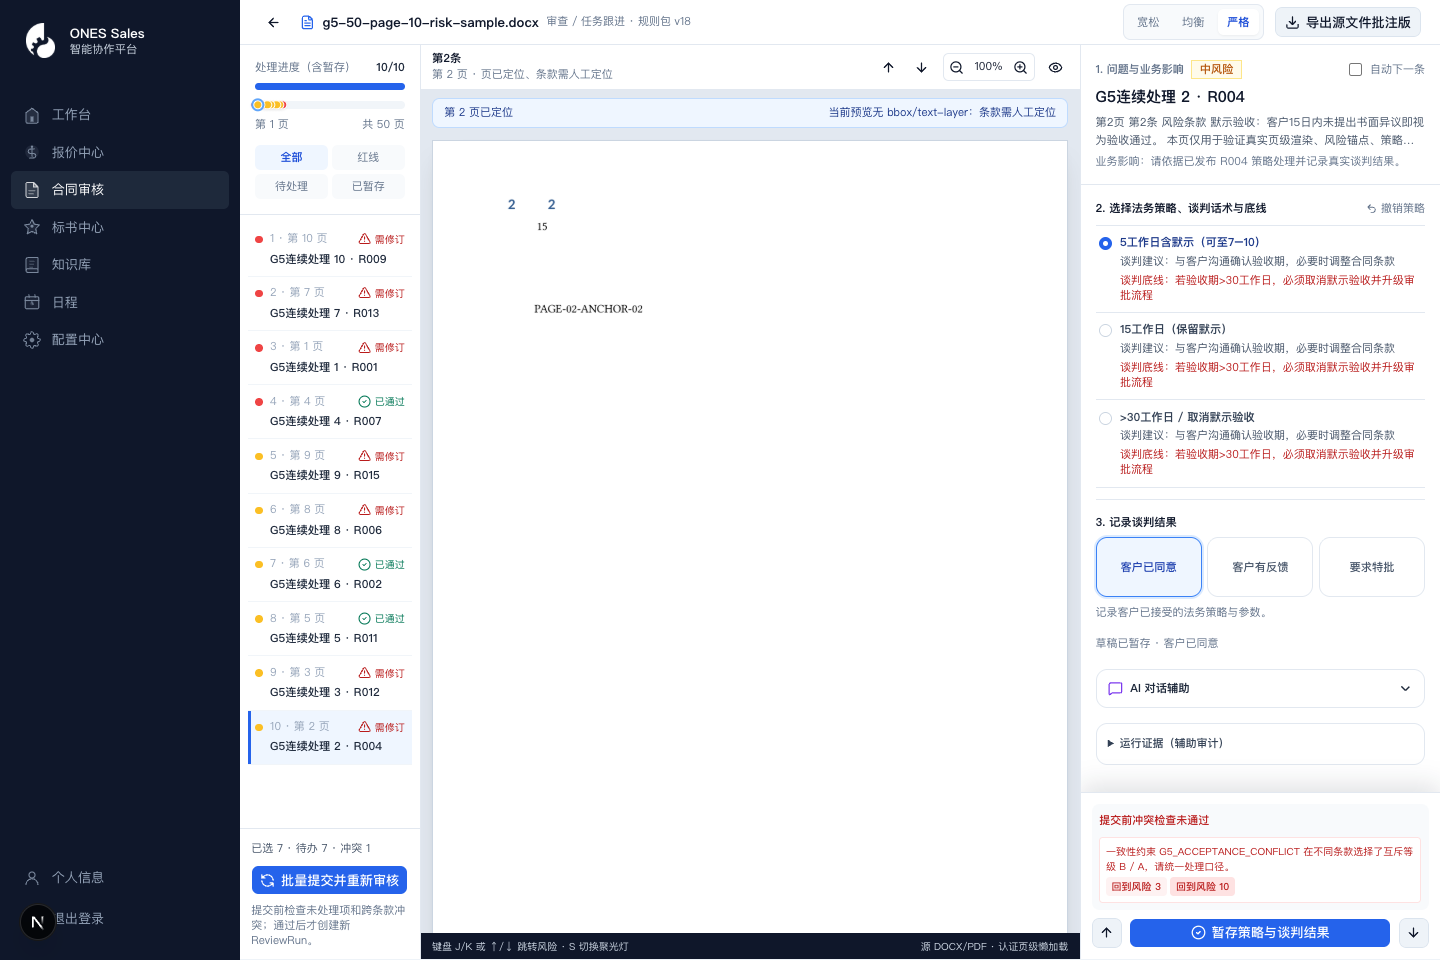 ONES Sales
智能协作平台
工作台
报价中心
合同审核
标书中心
知识库
日程
配置中心
个人信息
退出登录
N
g5-50-page-10-risk-sample.docx 审查 / 任务跟进 · 规则包 v18
宽松 均衡 严格
导出源文件批注版
处理进度（含暂存） 10/10
第 1 页 共 50 页
全部 红线
待处理 已暂存
1 · 第 10 页 需修订
G5连续处理 10 · R009
2 · 第 7 页 需修订
G5连续处理 7 · R013
3 · 第 1 页 需修订
G5连续处理 1 · R001
4 · 第 4 页 已通过
G5连续处理 4 · R007
5 · 第 9 页 需修订
G5连续处理 9 · R015
6 · 第 8 页 需修订
G5连续处理 8 · R006
7 · 第 6 页 已通过
G5连续处理 6 · R002
8 · 第 5 页 已通过
G5连续处理 5 · R011
9 · 第 3 页 需修订
G5连续处理 3 · R012
10 · 第 2 页 需修订
G5连续处理 2 · R004
已选 7 · 待办 7 · 冲突 1
批量提交并重新审核
提交前检查未处理项和跨条款冲
突；通过后才创建新
ReviewRun。
第2条
第 2 页 · 页已定位、条款需人工定位
100%
第 2 页已定位 当前预览无 bbox/text-layer：条款需人工定位
2 2
15
PAGE-02-ANCHOR-02
键盘 J/K 或 ↑/↓ 跳转风险 · S 切换聚光灯 源 DOCX/PDF · 认证页级懒加载
1. 问题与业务影响 中风险 自动下一条
G5连续处理 2 · R004
第2页 第2条 风险条款 默示验收：客户15日内未提出书面异议即视
为验收通过。 本页仅用于验证真实页级渲染、风险锚点、策略...
业务影响：请依据已发布 R004 策略处理并记录真实谈判结果。
2. 选择法务策略、谈判话术与底线 撤销策略
5工作日含默示（可至7—10）
谈判建议：与客户沟通确认验收期，必要时调整合同条款
谈判底线：若验收期>30工作日，必须取消默示验收并升级审
批流程
15工作日（保留默示）
谈判建议：与客户沟通确认验收期，必要时调整合同条款
谈判底线：若验收期>30工作日，必须取消默示验收并升级审
批流程
>30工作日 / 取消默示验收
谈判建议：与客户沟通确认验收期，必要时调整合同条款
谈判底线：若验收期>30工作日，必须取消默示验收并升级审
批流程
3. 记录谈判结果
客户已同意 客户有反馈 要求特批
记录客户已接受的法务策略与参数。
草稿已暂存 · 客户已同意
AI 对话辅助
运行证据（辅助审计）
提交前冲突检查未通过
一致性约束 G5_ACCEPTANCE_CONFLICT 在不同条款选择了互斥等
级 B / A，请统一处理口径。
回到风险 3 回到风险 10
暂存策略与谈判结果